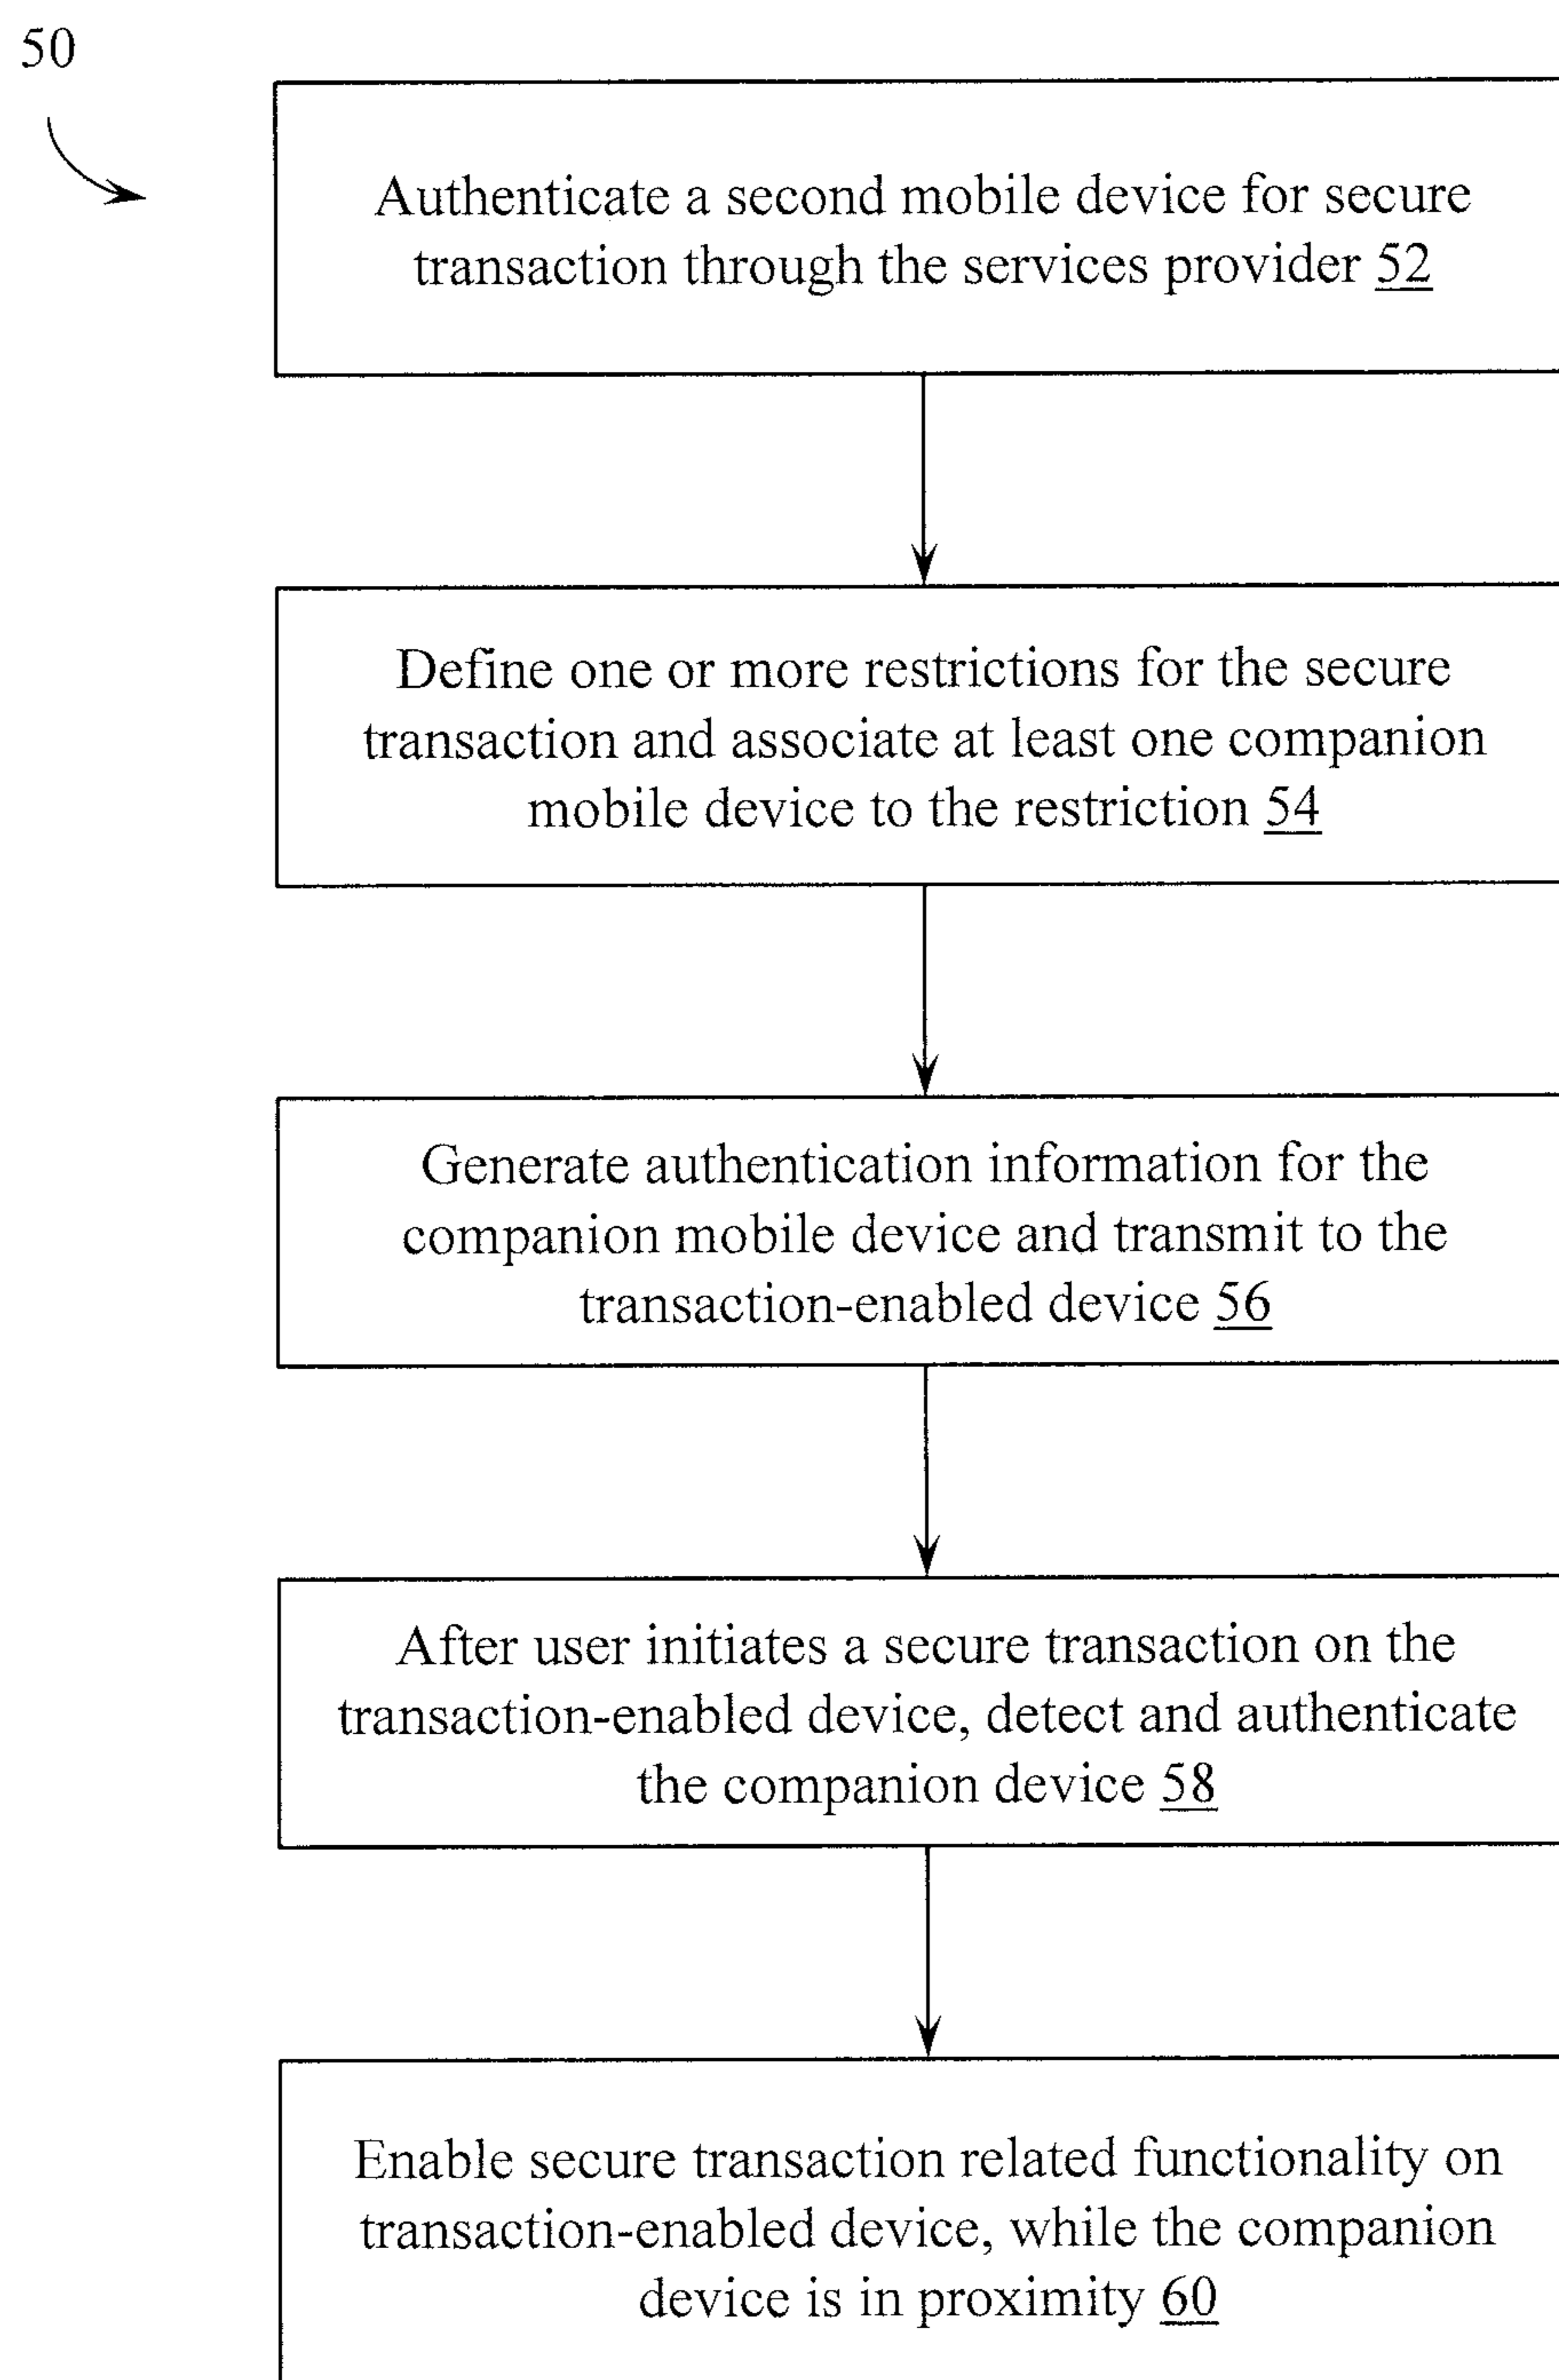 50
Authenticate a second mobile device for secure
transaction through the services provider 52
Define one or more restrictions for the secure
transaction and associate at least one companion
mobile device to the restriction 54
Generate authentication information for the
companion mobile device and transmit to the
transaction-enabled device 56
After user initiates a secure transaction on the
transaction-enabled device, detect and authenticate
the companion device 58
Enable secure transaction related functionality on
transaction-enabled device, while the companion
device is in proximity 60